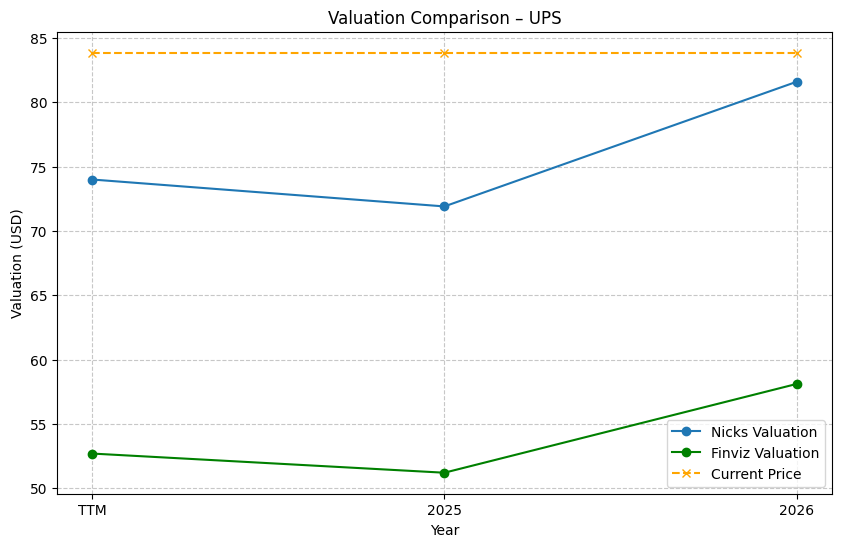 Valuation Comparison – UPS
Valuation (USD)
85
80
75
70
65
60
55
50
TTM
2025
2026
Year
Nicks Valuation
Finviz Valuation
Current Price